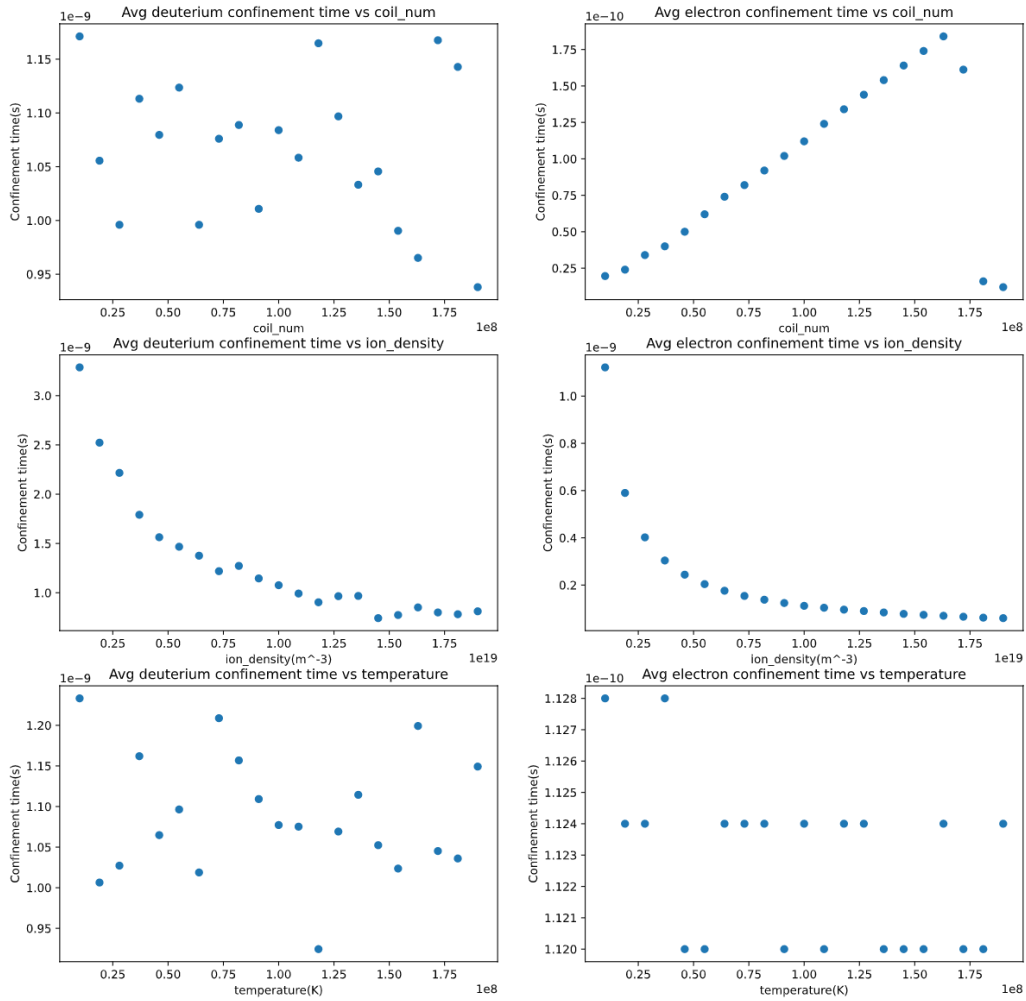 Avg deuterium confinement time vs coil_num
1e−9
Confinement time(s)
1.15
1.10
1.05
1.00
0.95
0.25 0.50 0.75 1.00 1.25 1.50 1.75
coil_num
1e8
Avg electron confinement time vs coil_num
1e−10
Confinement time(s)
1.75
1.50
1.25
1.00
0.75
0.50
0.25
0.25 0.50 0.75 1.00 1.25 1.50 1.75
coil_num
1e8
Avg deuterium confinement time vs ion_density
1e−9
Confinement time(s)
3.0
2.5
2.0
1.5
1.0
0.25 0.50 0.75 1.00 1.25 1.50 1.75
ion_density(m^-3)
1e19
Avg electron confinement time vs ion_density
1e−9
Confinement time(s)
1.0
0.8
0.6
0.4
0.2
0.25 0.50 0.75 1.00 1.25 1.50 1.75
ion_density(m^-3)
1e19
Avg deuterium confinement time vs temperature
1e−9
Confinement time(s)
1.20
1.15
1.10
1.05
1.00
0.95
0.25 0.50 0.75 1.00 1.25 1.50 1.75
temperature(K)
1e8
Avg electron confinement time vs temperature
1e−10
Confinement time(s)
1.128
1.127
1.126
1.125
1.124
1.123
1.122
1.121
1.120
0.25 0.50 0.75 1.00 1.25 1.50 1.75
temperature(K)
1e8